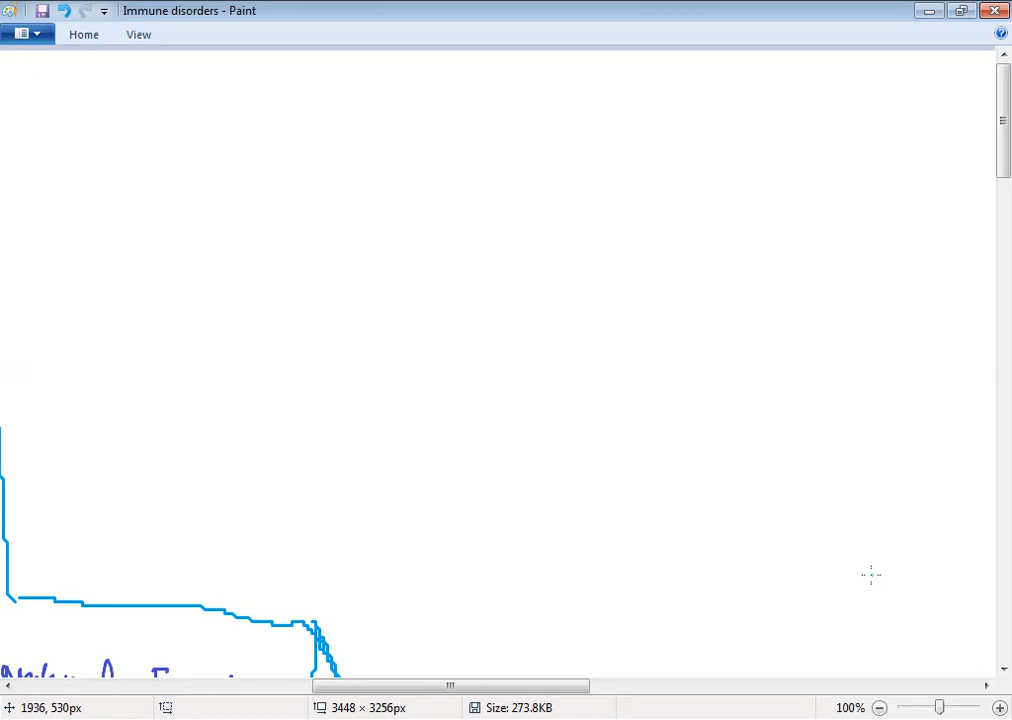 Immune disorders - Paint
Home View
1936, 530px 3448 × 3256px Size: 273.8KB 100%